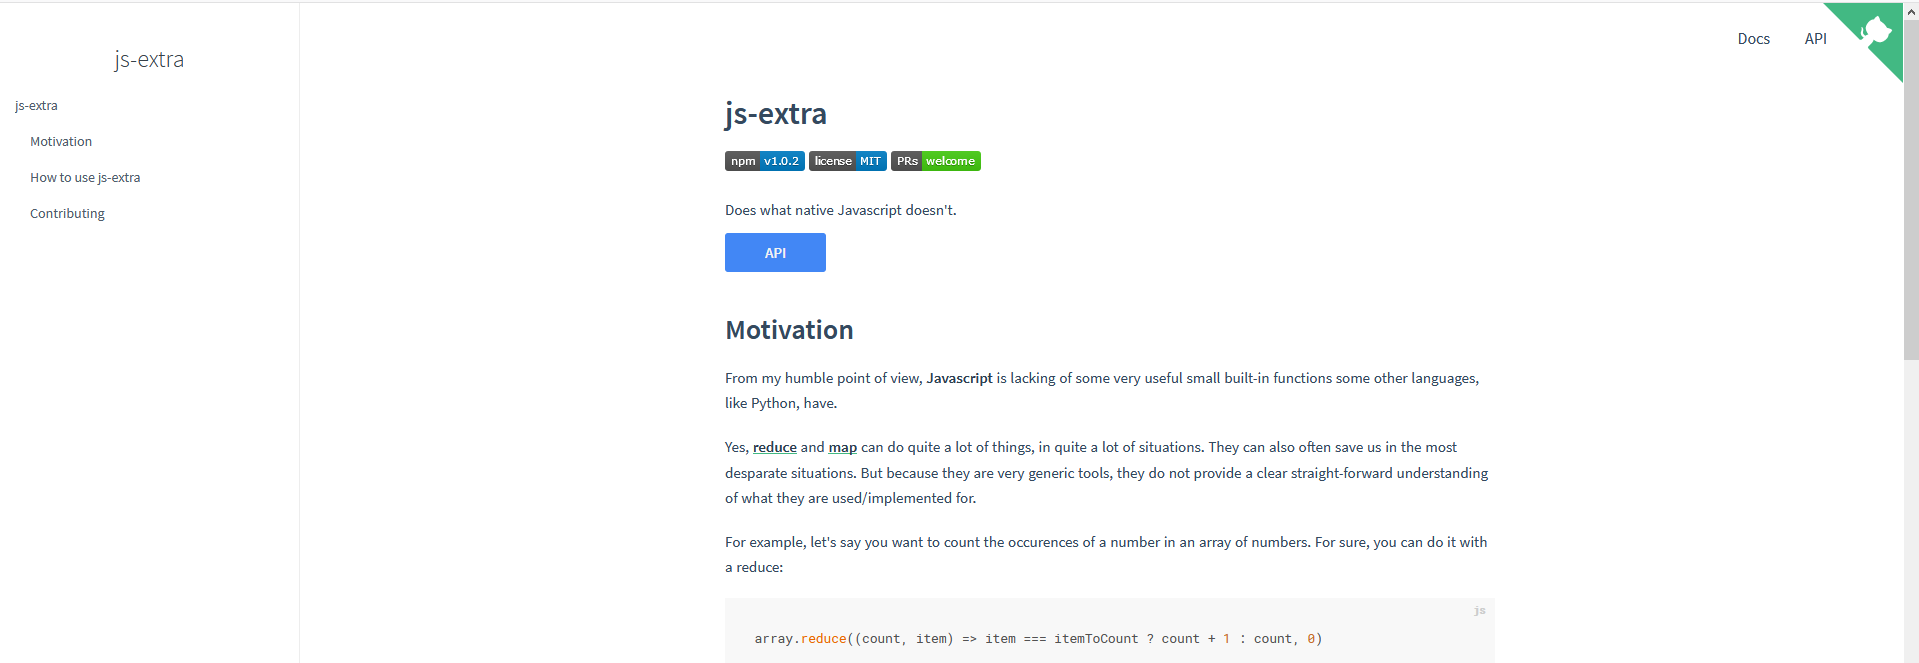 js-extra
js-extra
Motivation
How to use js-extra
Contributing
Docs API
js-extra
npm v1.0.2 license MIT PRs welcome
Does what native Javascript doesn't.
API
Motivation
From my humble point of view, Javascript is lacking of some very useful small built-in functions some other languages,
like Python, have.
Yes, reduce and map can do quite a lot of things, in quite a lot of situations. They can also often save us in the most
desparate situations. But because they are very generic tools, they do not provide a clear straight-forward understanding
of what they are used/implemented for.
For example, let's say you want to count the occurences of a number in an array of numbers. For sure, you can do it with
a reduce:
js
array.reduce((count, item) => item === itemToCount ? count + 1 : count, 0)